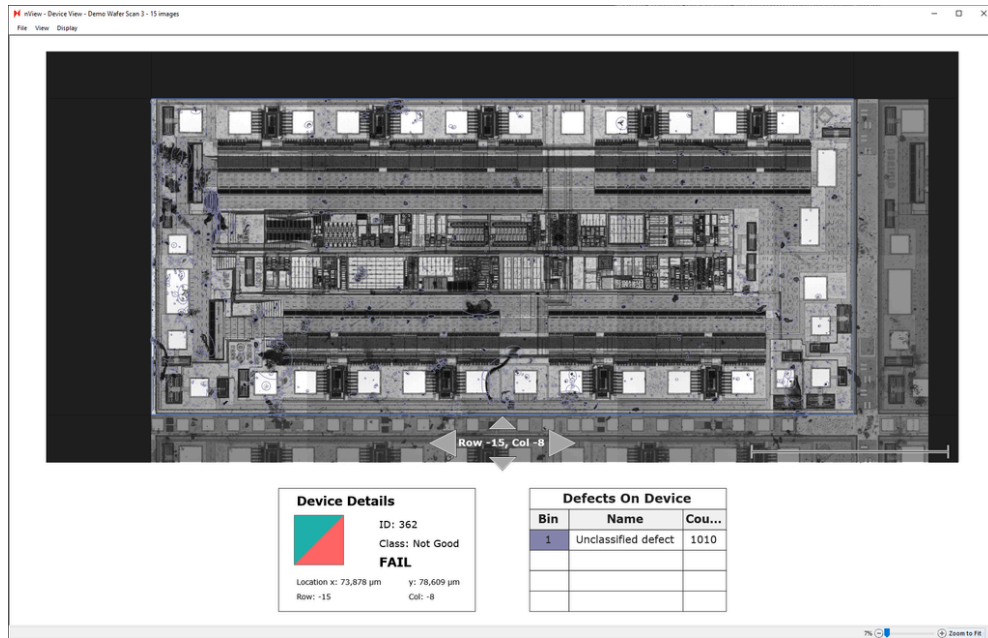 nView - Device View - Demo Wafer Scan 3 - 15 images
File View Display
Row -15, Col -8
Device Details
ID: 362
Class: Not Good
FAIL
Location x: 73,878 µm y: 78,609 µm
Row: -15 Col: -8
Defects On Device
Bin Name Cou...
1 Unclassified defect 1010
7% Zoom to Fit